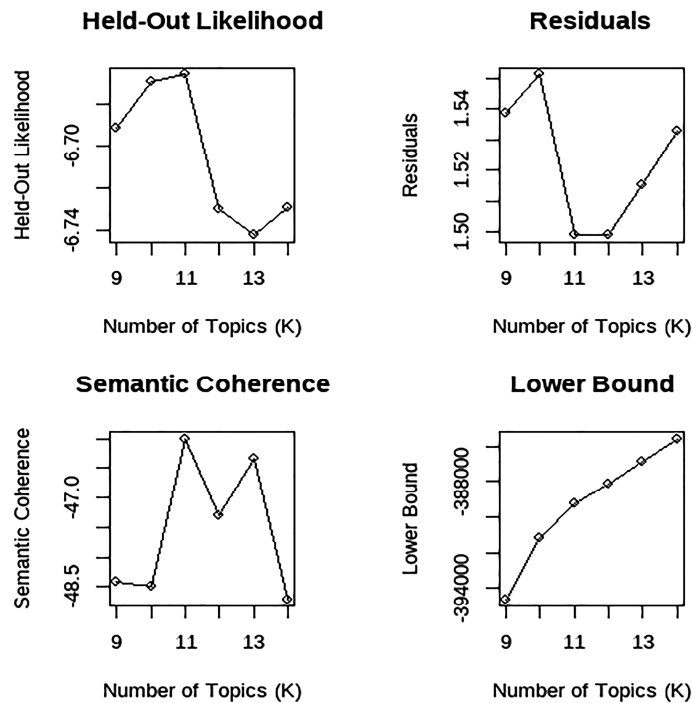 Held-Out Likelihood
Held-Out Likelihood
-6.70
-6.74
9 11 13
Number of Topics (K)
Residuals
Residuals
1.54
1.52
1.50
9 11 13
Number of Topics (K)
Semantic Coherence
Semantic Coherence
-47.0
-48.5
9 11 13
Number of Topics (K)
Lower Bound
Lower Bound
-388000
-394000
9 11 13
Number of Topics (K)